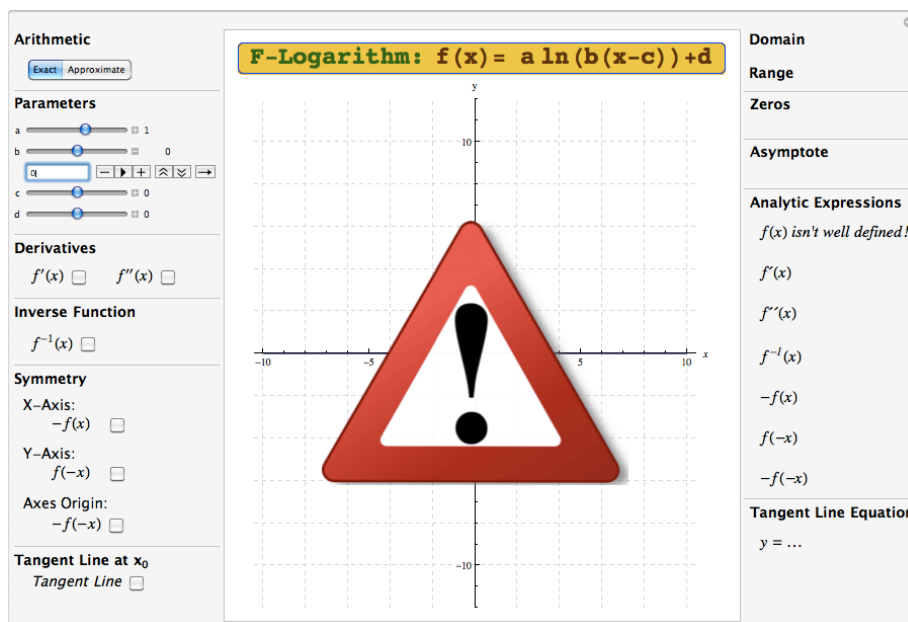 Arithmetic
Exact Approximate
Parameters
a 1
b 0
0
c 0
d 0
Derivatives
f′(x) f′′(x)
Inverse Function
f⁻¹(x)
Symmetry
X-Axis:
−f(x)
Y-Axis:
f(−x)
Axes Origin:
−f(−x)
Tangent Line at x₀
Tangent Line
F-Logarithm: f(x)= a ln(b(x-c))+d
y
10
-10 -5 5 10 x
-10
Domain
Range
Zeros
Asymptote
Analytic Expressions
f(x) isn't well defined!
f′(x)
f′′(x)
f⁻¹(x)
−f(x)
f(−x)
−f(−x)
Tangent Line Equation
y = ...